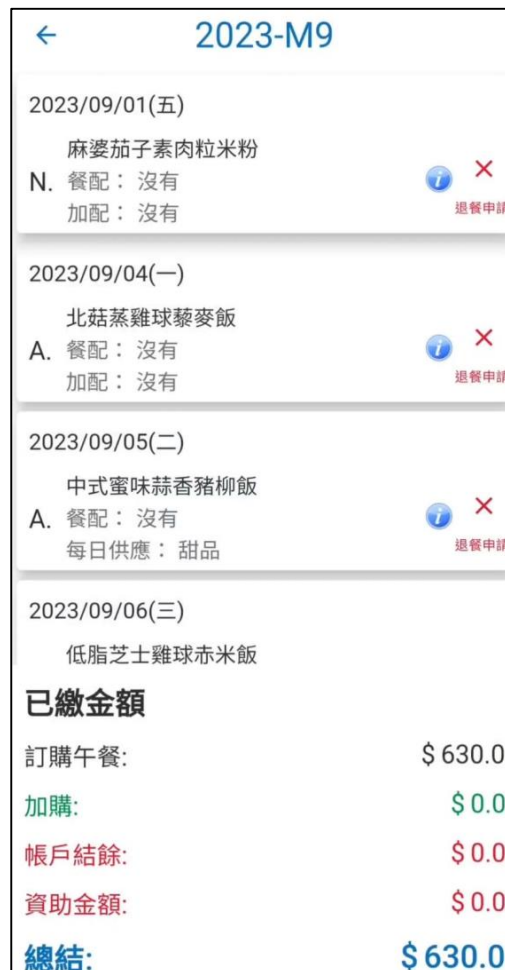 2023-M9
2023/09/01(五)
麻婆茄子素肉粒米粉
N. 餐配： 沒有
加配： 沒有
退餐申請
2023/09/04(一)
北菇蒸雞球藜麥飯
A. 餐配： 沒有
加配： 沒有
退餐申請
2023/09/05(二)
中式蜜味蒜香豬柳飯
A. 餐配： 沒有
每日供應： 甜品
退餐申請
2023/09/06(三)
低脂芝士雞球赤米飯
已繳金額
訂購午餐: $ 630.0
加購: $ 0.0
帳戶結餘: $ 0.0
資助金額: $ 0.0
總結: $ 630.0